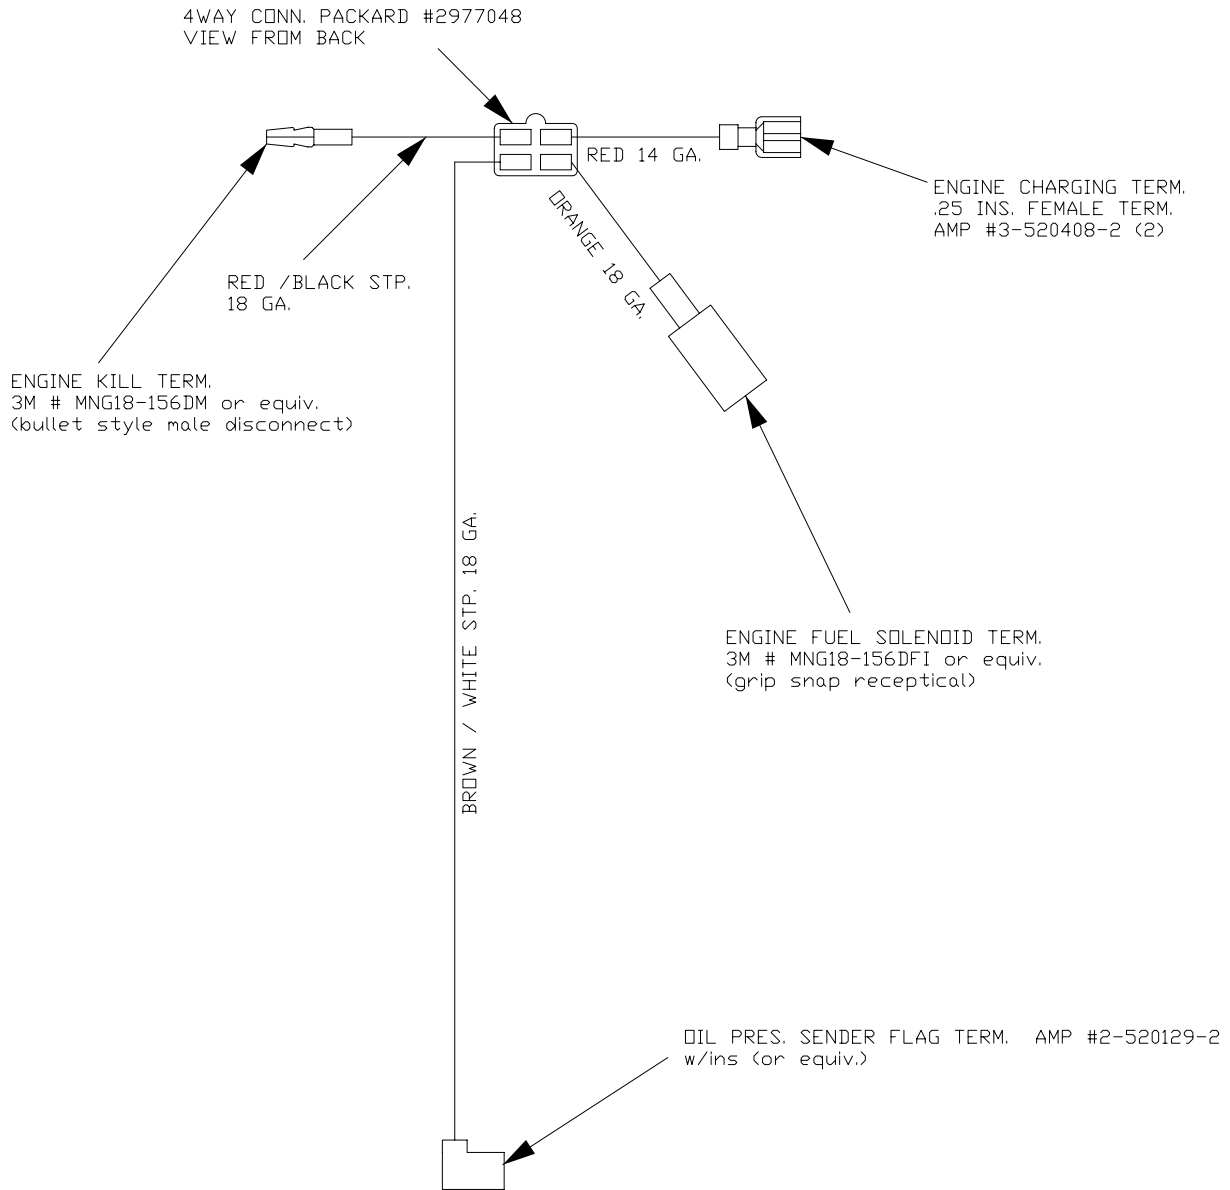 4WAY CONN. PACKARD #2977048
VIEW FROM BACK
RED 14 GA.
ENGINE CHARGING TERM.
.25 INS. FEMALE TERM.
AMP #3-520408-2 (2)
ORANGE 18 GA.
RED /BLACK STP.
18 GA.
ENGINE KILL TERM.
3M # MNG18-156DM or equiv.
(bullet style male disconnect)
BROWN / WHITE STP. 18 GA.
ENGINE FUEL SOLENOID TERM.
3M # MNG18-156DFI or equiv.
(grip snap receptical)
OIL PRES. SENDER FLAG TERM. AMP #2-520129-2
w/ins (or equiv.)